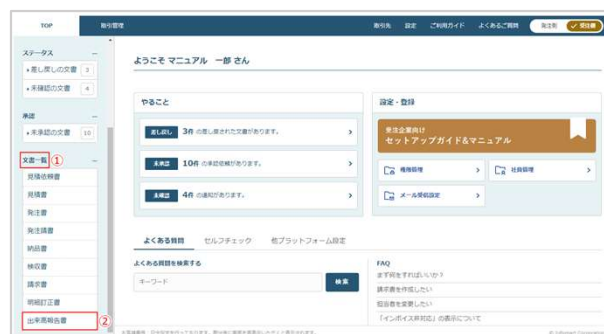 TOP 取引管理 取引先 設定 ご利用ガイド よくあるご質問 発注側 受注側
ステータス
差し戻しの文書 3
未確認の文書 4
承認
未承認の文書 10
文書一覧 ①
見積依頼書
見積書
発注書
発注請書
納品書
検収書
請求書
明細訂正書
出来高報告書 ②
ようこそ マニュアル 一郎 さん
やること
差し戻し 3件 の差し戻された文書があります。
未承認 10件 の承認依頼があります。
未確認 4件 の通知があります。
設定・登録
受注企業向け
セットアップガイド&マニュアル
権限管理 社員管理
メール受信設定
よくある質問 セルフチェック 他プラットフォーム設定
よくある質問を検索する
キーワード 検索
FAQ
まず何をすればいいか?
請求書を作成したい
担当者を変更したい
「インボイス非対応」の表示について
© Infomart Corporation